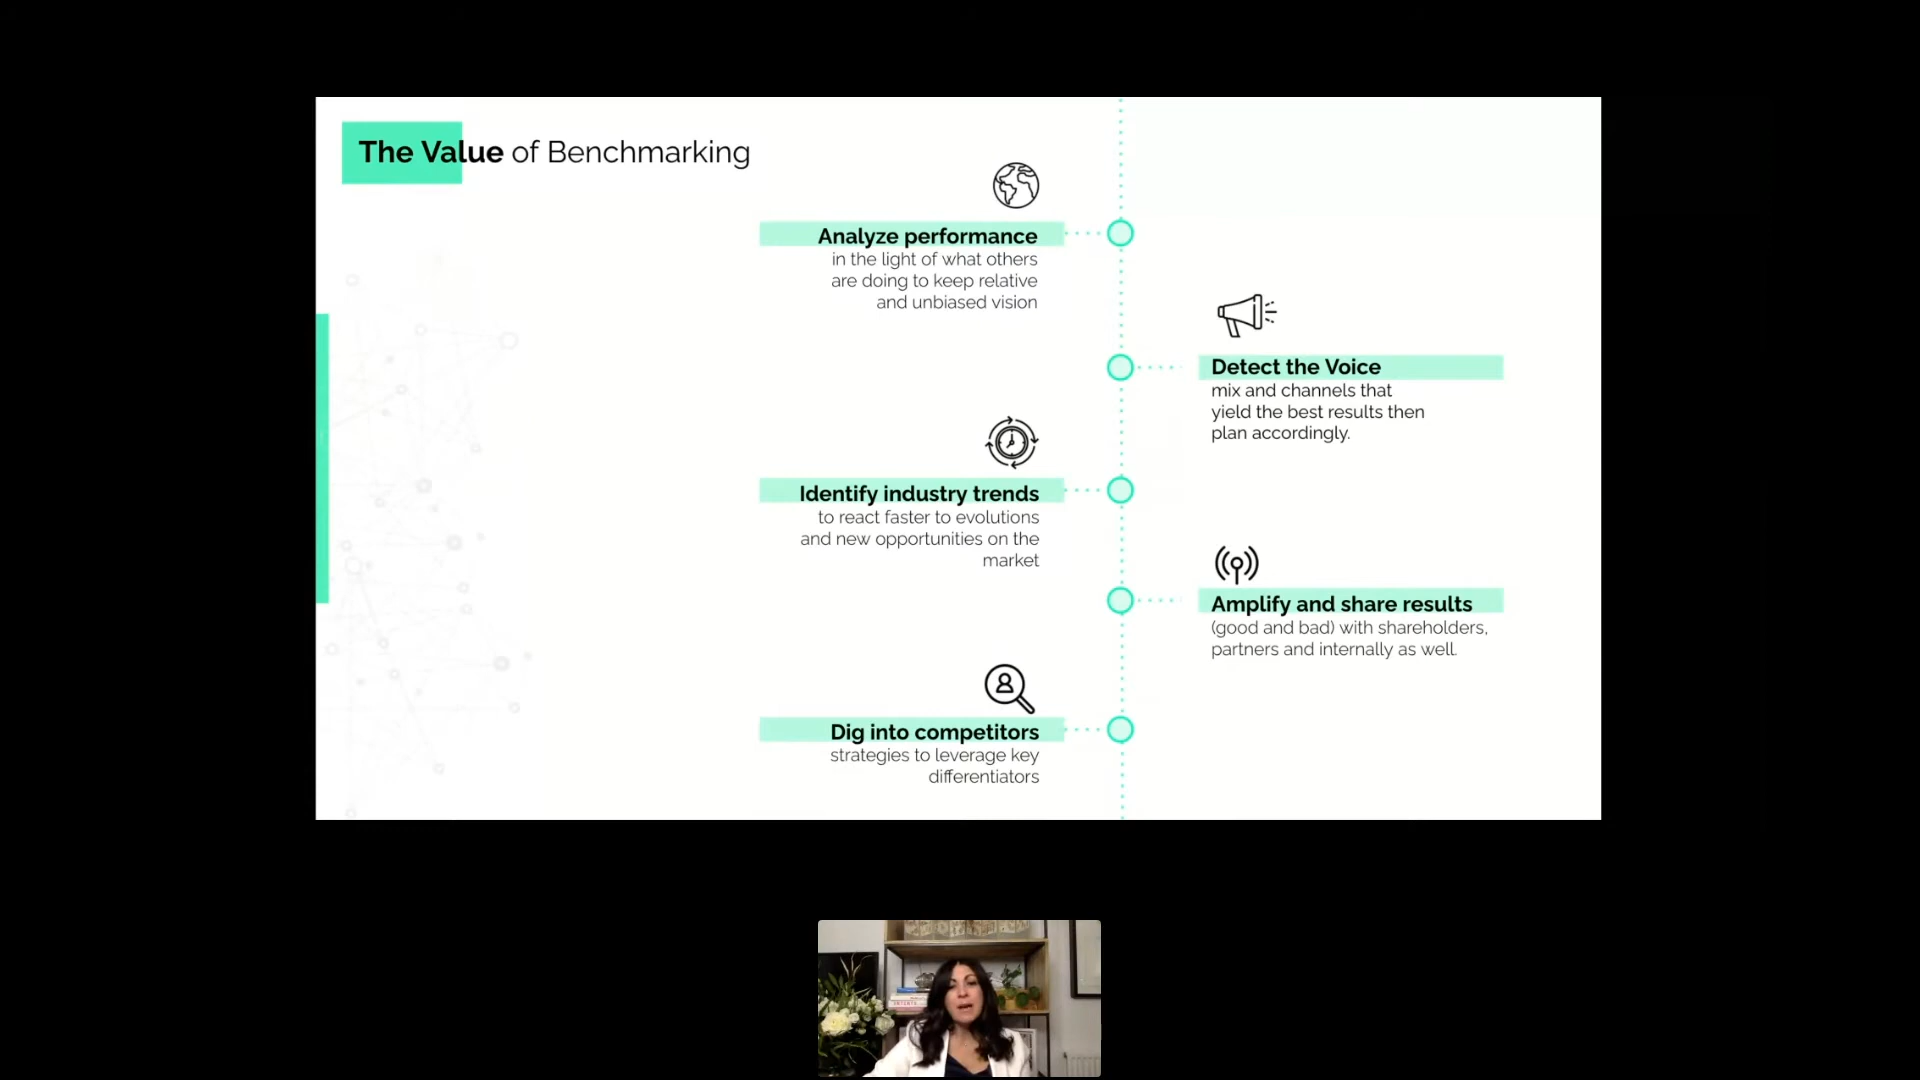 The Value of Benchmarking
Analyze performance
in the light of what others
are doing to keep relative
and unbiased vision
Detect the Voice
mix and channels that
yield the best results then
plan accordingly.
Identify industry trends
to react faster to evolutions
and new opportunities on the
market
Amplify and share results
(good and bad) with shareholders,
partners and internally as well.
Dig into competitors
strategies to leverage key
differentiators